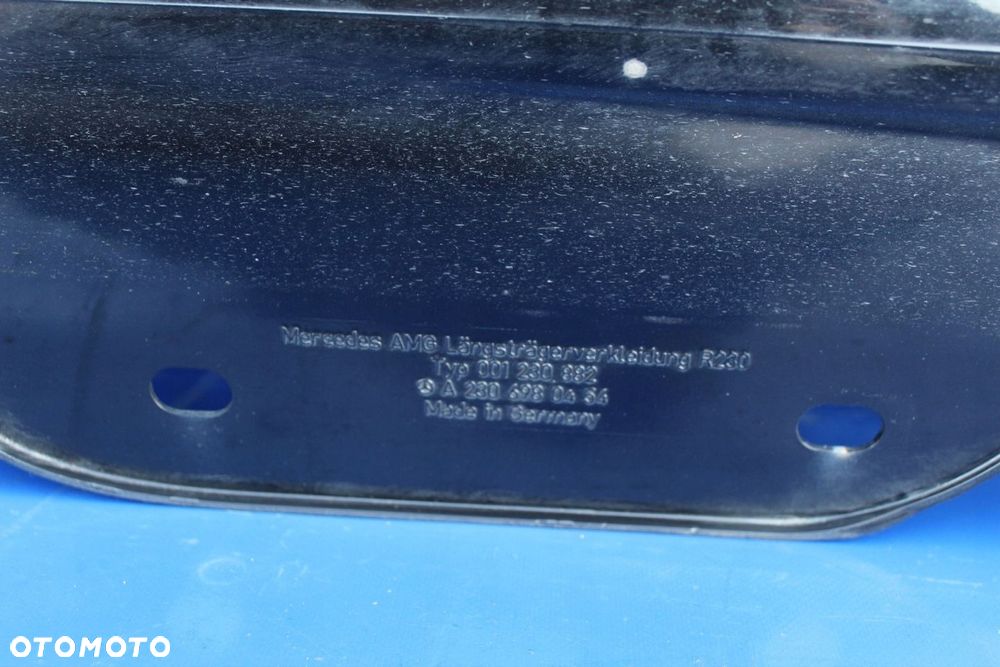 Mercedes AMG Längsträgerverkleidung R230
Typ 001 230 882
A 230 698 04 54
Made in Germany
OTOMOTO